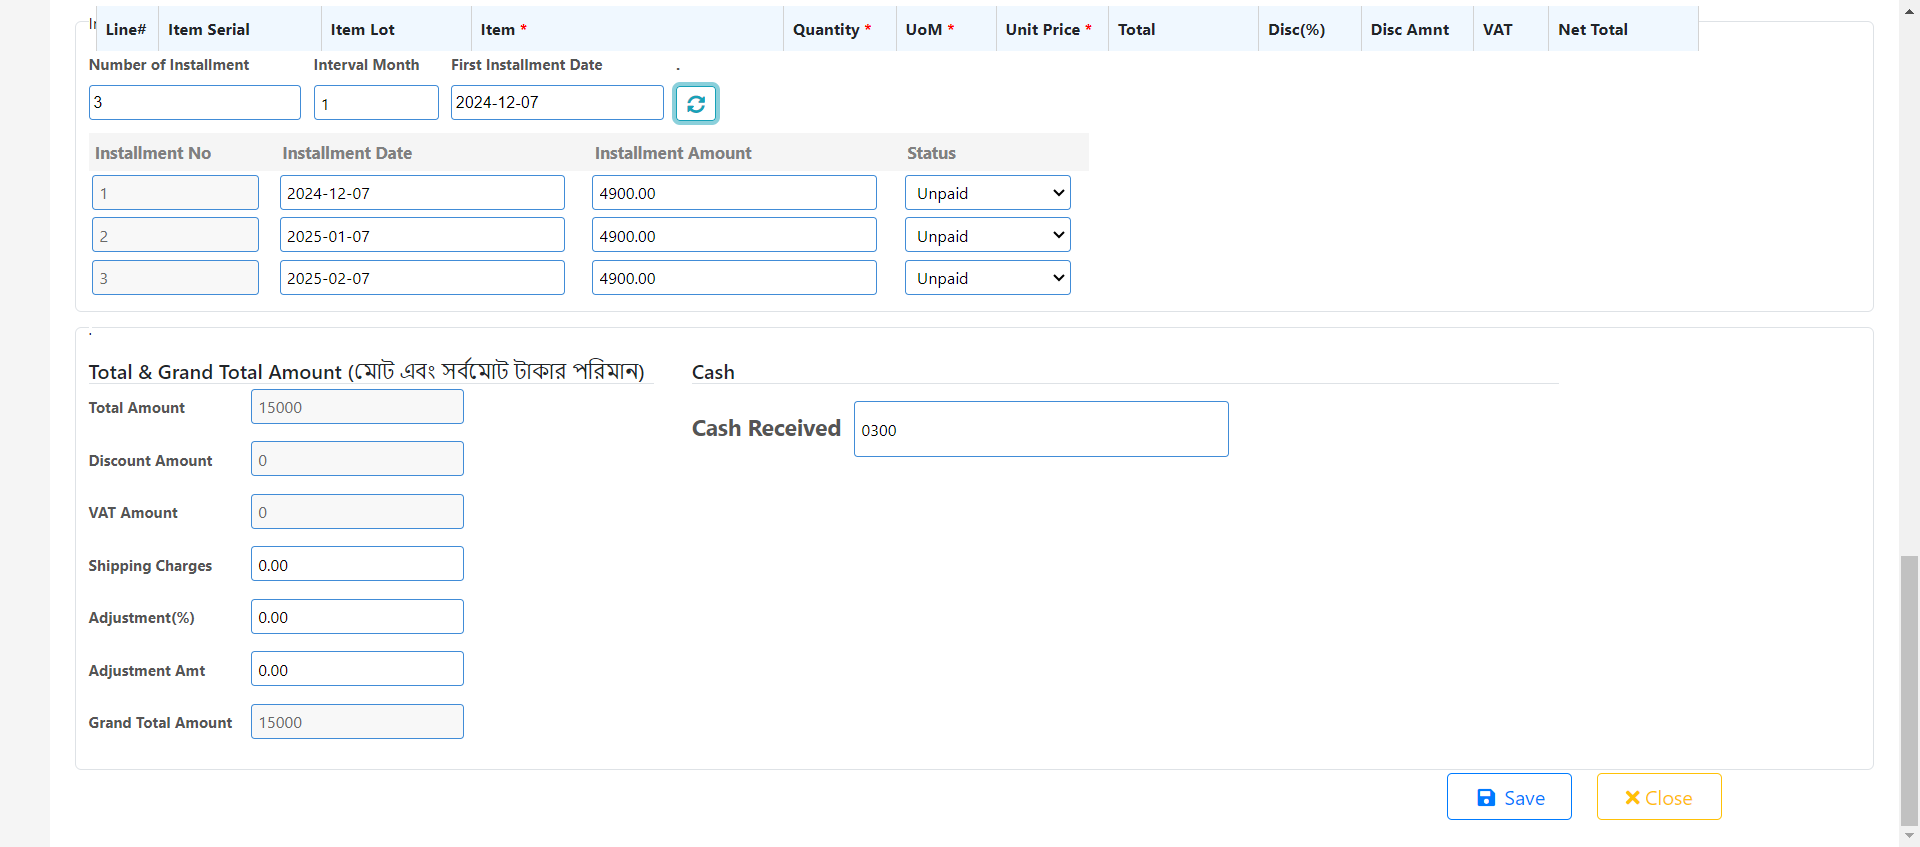 Line# Item Serial Item Lot Item * Quantity * UoM * Unit Price * Total Disc(%) Disc Amnt VAT Net Total
Number of Installment Interval Month First Installment Date .
3 1 2024-12-07
Installment No Installment Date Installment Amount Status
1 2024-12-07 4900.00 Unpaid
2 2025-01-07 4900.00 Unpaid
3 2025-02-07 4900.00 Unpaid
.
Total & Grand Total Amount (মোট এবং সর্বমোট টাকার পরিমান) Cash
Total Amount 15000
Cash Received 0300
Discount Amount 0
VAT Amount 0
Shipping Charges 0.00
Adjustment(%) 0.00
Adjustment Amt 0.00
Grand Total Amount 15000
Save Close